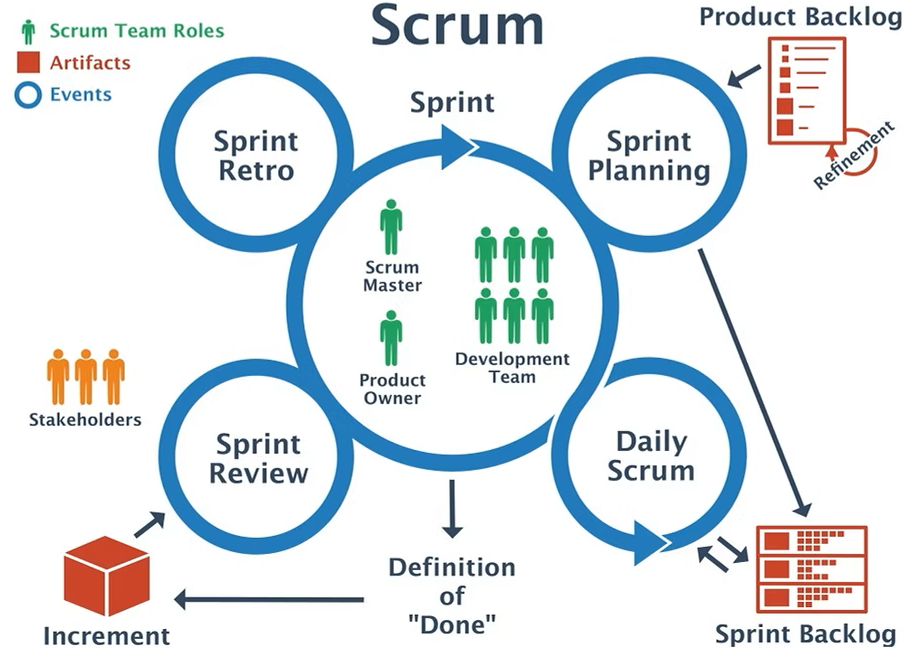 Scrum
Product Backlog
Scrum Team Roles
Artifacts
Events
Sprint
Sprint
Retro
Sprint
Planning
Refinement
Scrum
Master
Product
Owner
Development
Team
Stakeholders
Sprint
Review
Daily
Scrum
Definition
of
"Done"
Increment
Sprint Backlog